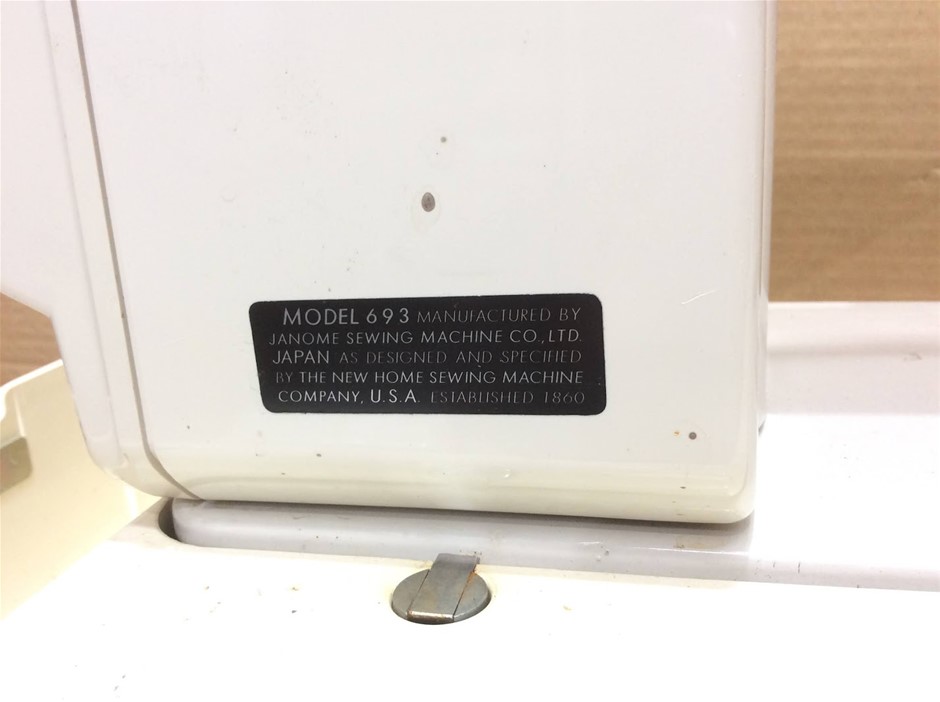 MODEL 693 MANUFACTURED BY
JANOME SEWING MACHINE CO., LTD.
JAPAN AS DESIGNED AND SPECIFIED
BY THE NEW HOME SEWING MACHINE
COMPANY, U.S.A. ESTABLISHED 1860